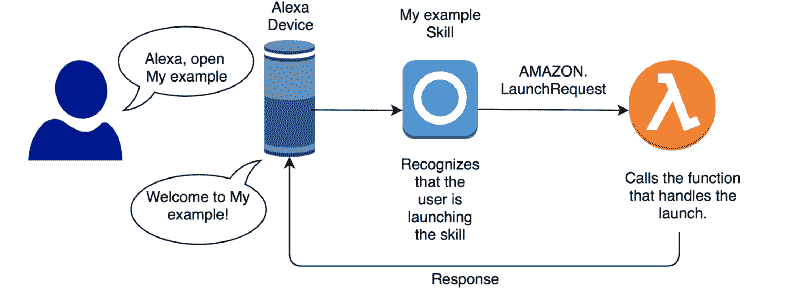 Alexa, open
My example
Alexa
Device
My example
Skill
AMAZON.
LaunchRequest
Welcome to My
example!
Recognizes
that the
user is
launching
the skill
Calls the function
that handles the
launch.
Response